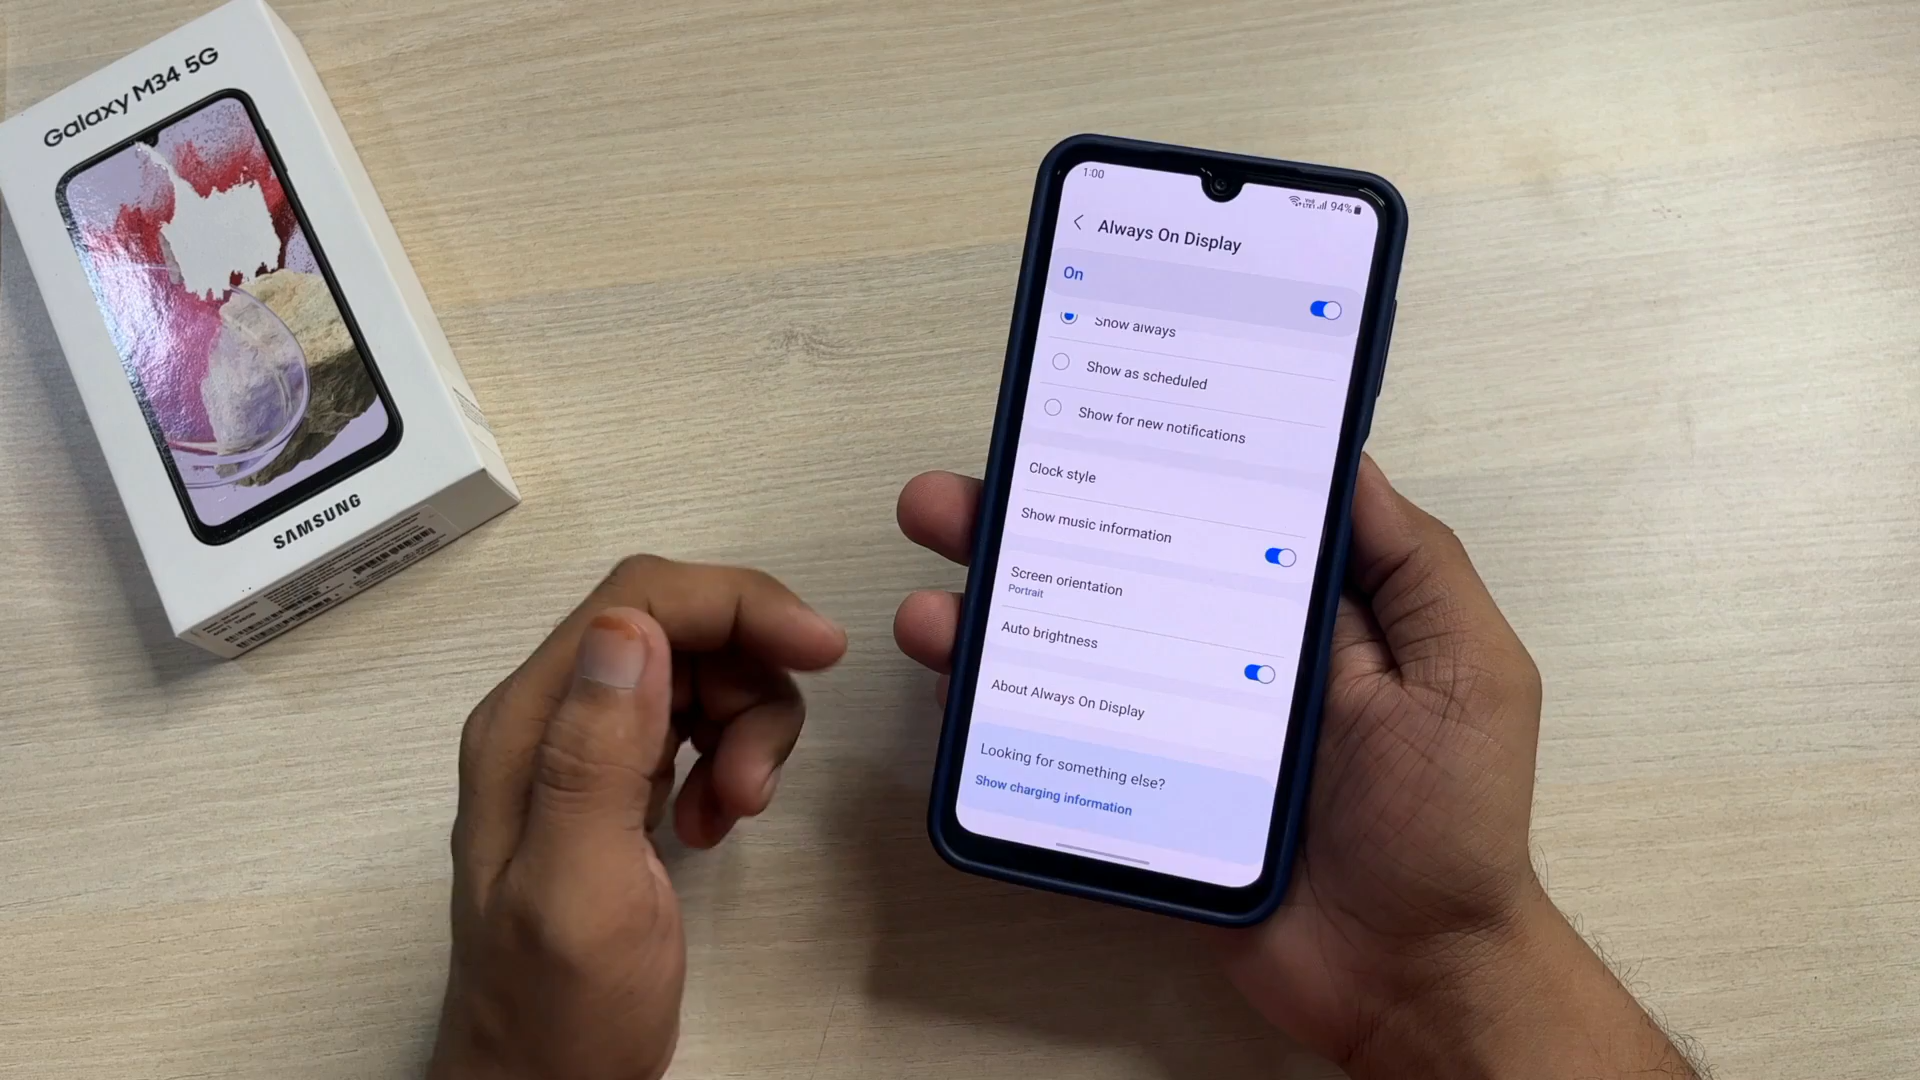 Galaxy M34 5G
SAMSUNG
1:00
94%
Always On Display
On
Show always
Show as scheduled
Show for new notifications
Clock style
Show music information
Screen orientation
Portrait
Auto brightness
About Always On Display
Looking for something else?
Show charging information